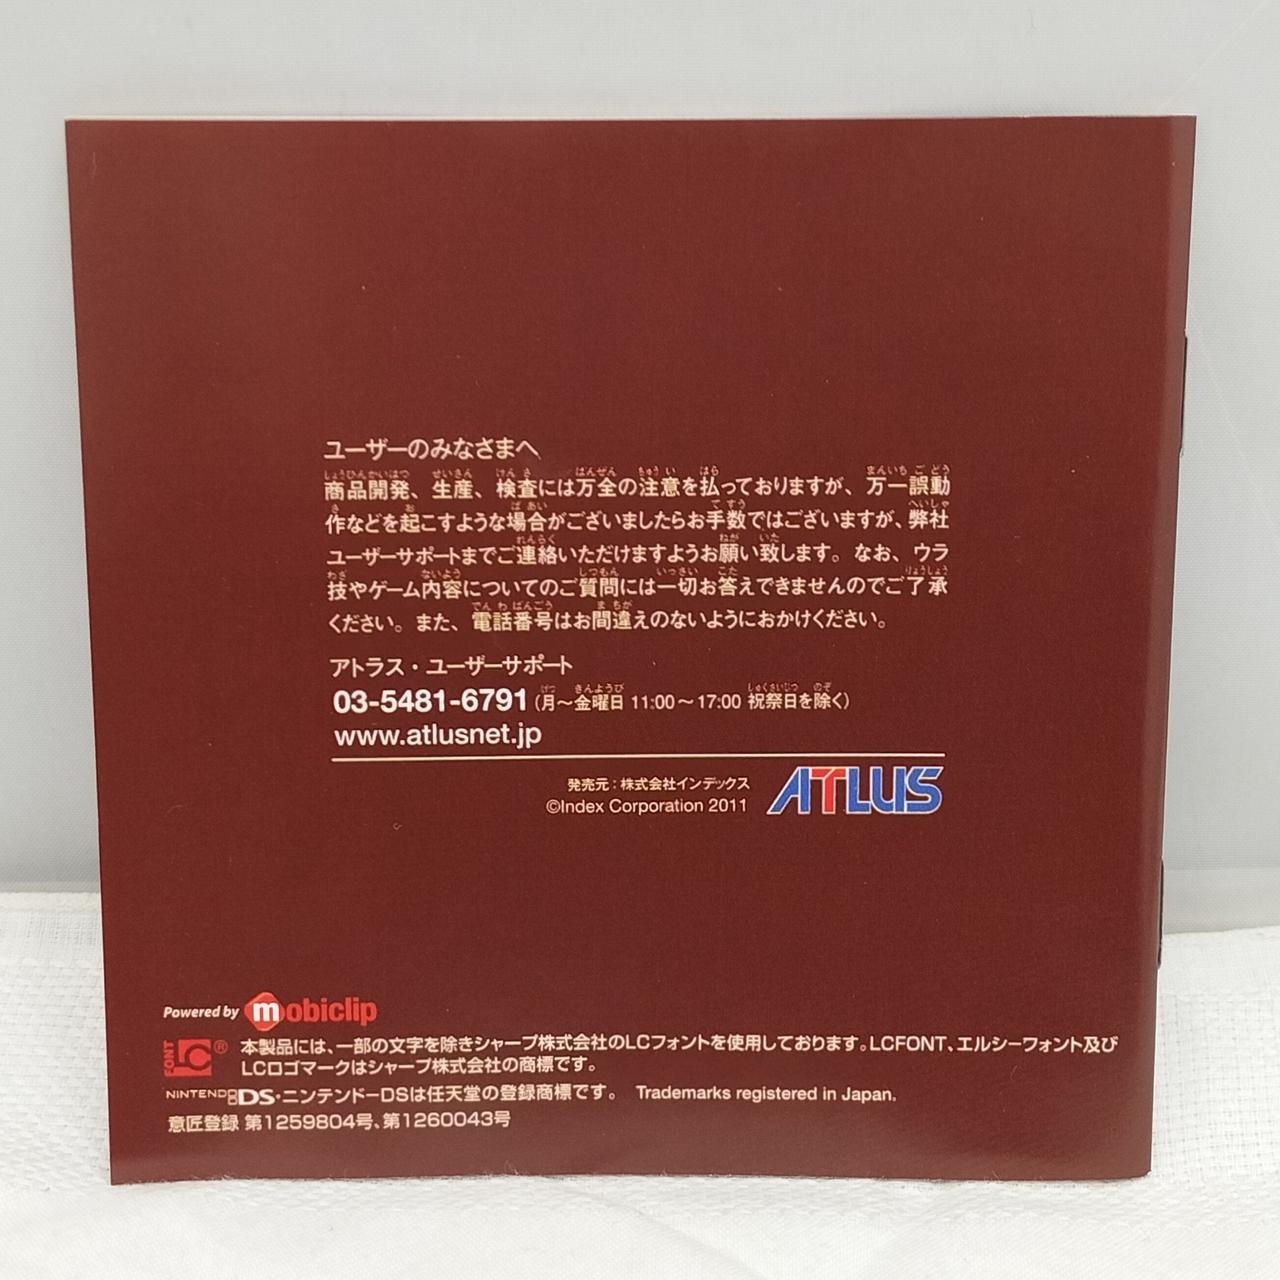 ユーザーのみなさまへ
商品開発、生産、検査には万全の注意を払っておりますが、万一誤動
作などを起こすような場合がございましたらお手数ではございますが、弊社
ユーザーサポートまでご連絡いただけますようお願い致します。なお、ウラ
技やゲーム内容についてのご質問には一切お答えできませんのでご了承
ください。また、電話番号はお間違えのないようにおかけください。
アトラス・ユーザーサポート
03-5481-6791(月～金曜日 11:00～17:00 祝祭日を除く)
www.atlusnet.jp
発売元:株式会社インデックス
©Index Corporation 2011
ATLUS
Powered by mobiclip
LC FONT ® 本製品には、一部の文字を除きシャープ株式会社のLCフォントを使用しております。LCFONT、エルシーフォント及び
LCロゴマークはシャープ株式会社の商標です。
NINTENDO DS・ニンテンドーDSは任天堂の登録商標です。 Trademarks registered in Japan.
意匠登録 第1259804号、第1260043号